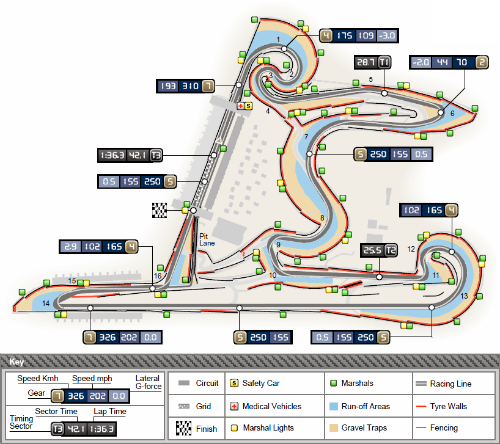 4 175 109 -3.0
28.7 T1
-2.0 44 70 2
1
2
3
4
5
6
193 310 7
S
7
1:36.3 42.1 T3
5 250 155 0.5
0.5 155 250 5
102 165 4
Pit
Lane
8
9
2.9 102 165 4
25.5 T2
12
10
11
16
15
13
14
7 326 202 0.0
5 250 155
0.5 155 250 5
Key
Speed Kmh Speed mph Lateral
G-force
Gear 7 326 202 0.0
Sector Time Lap Time
Timing
Sector T3 42.1 1:36.3
Circuit
Grid
Finish
S Safety Car
Medical Vehicles
S Marshal Lights
Marshals
Run-off Areas
Gravel Traps
Racing Line
Tyre Walls
Fencing